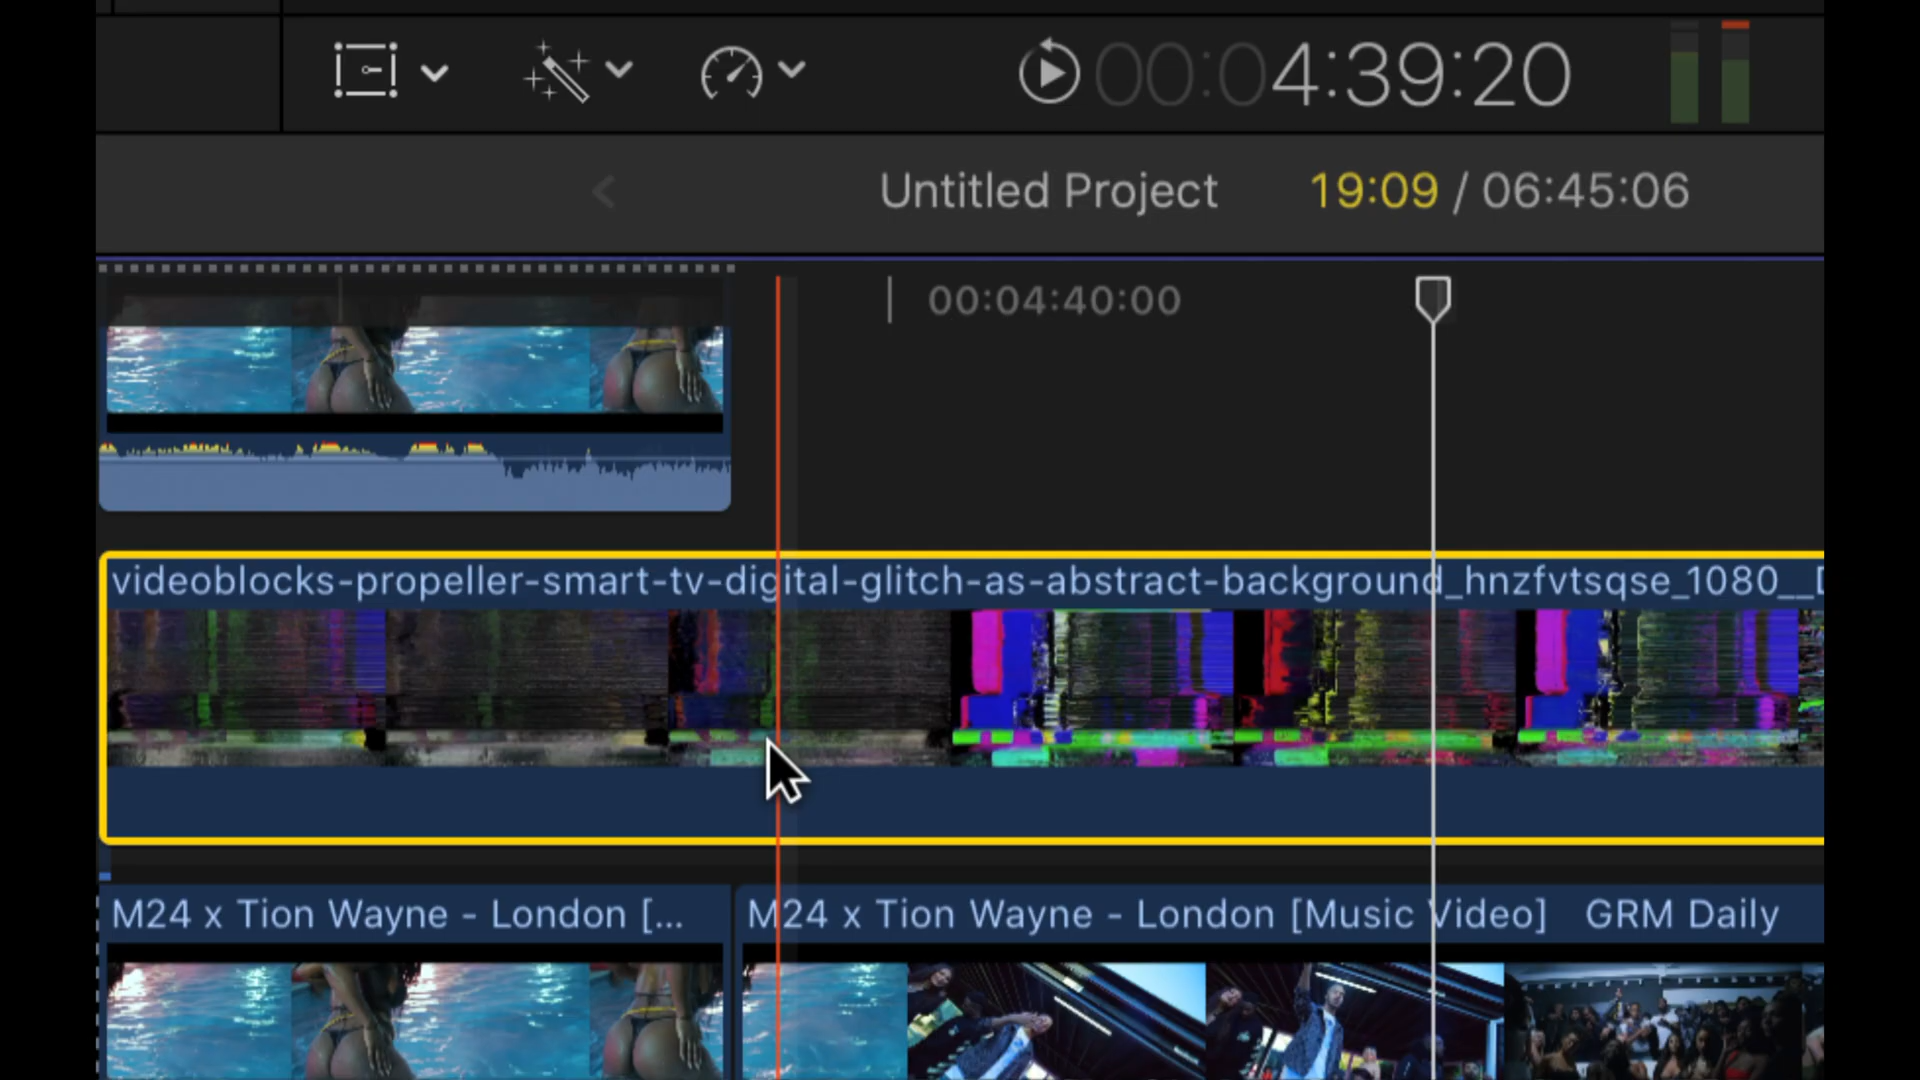 00:04:39:20
Untitled Project 19:09 / 06:45:06
00:04:40:00
videoblocks-propeller-smart-tv-digital-glitch-as-abstract-background_hnzfvtsqse_1080__D
M24 x Tion Wayne - London [... M24 x Tion Wayne - London [Music Video] GRM Daily